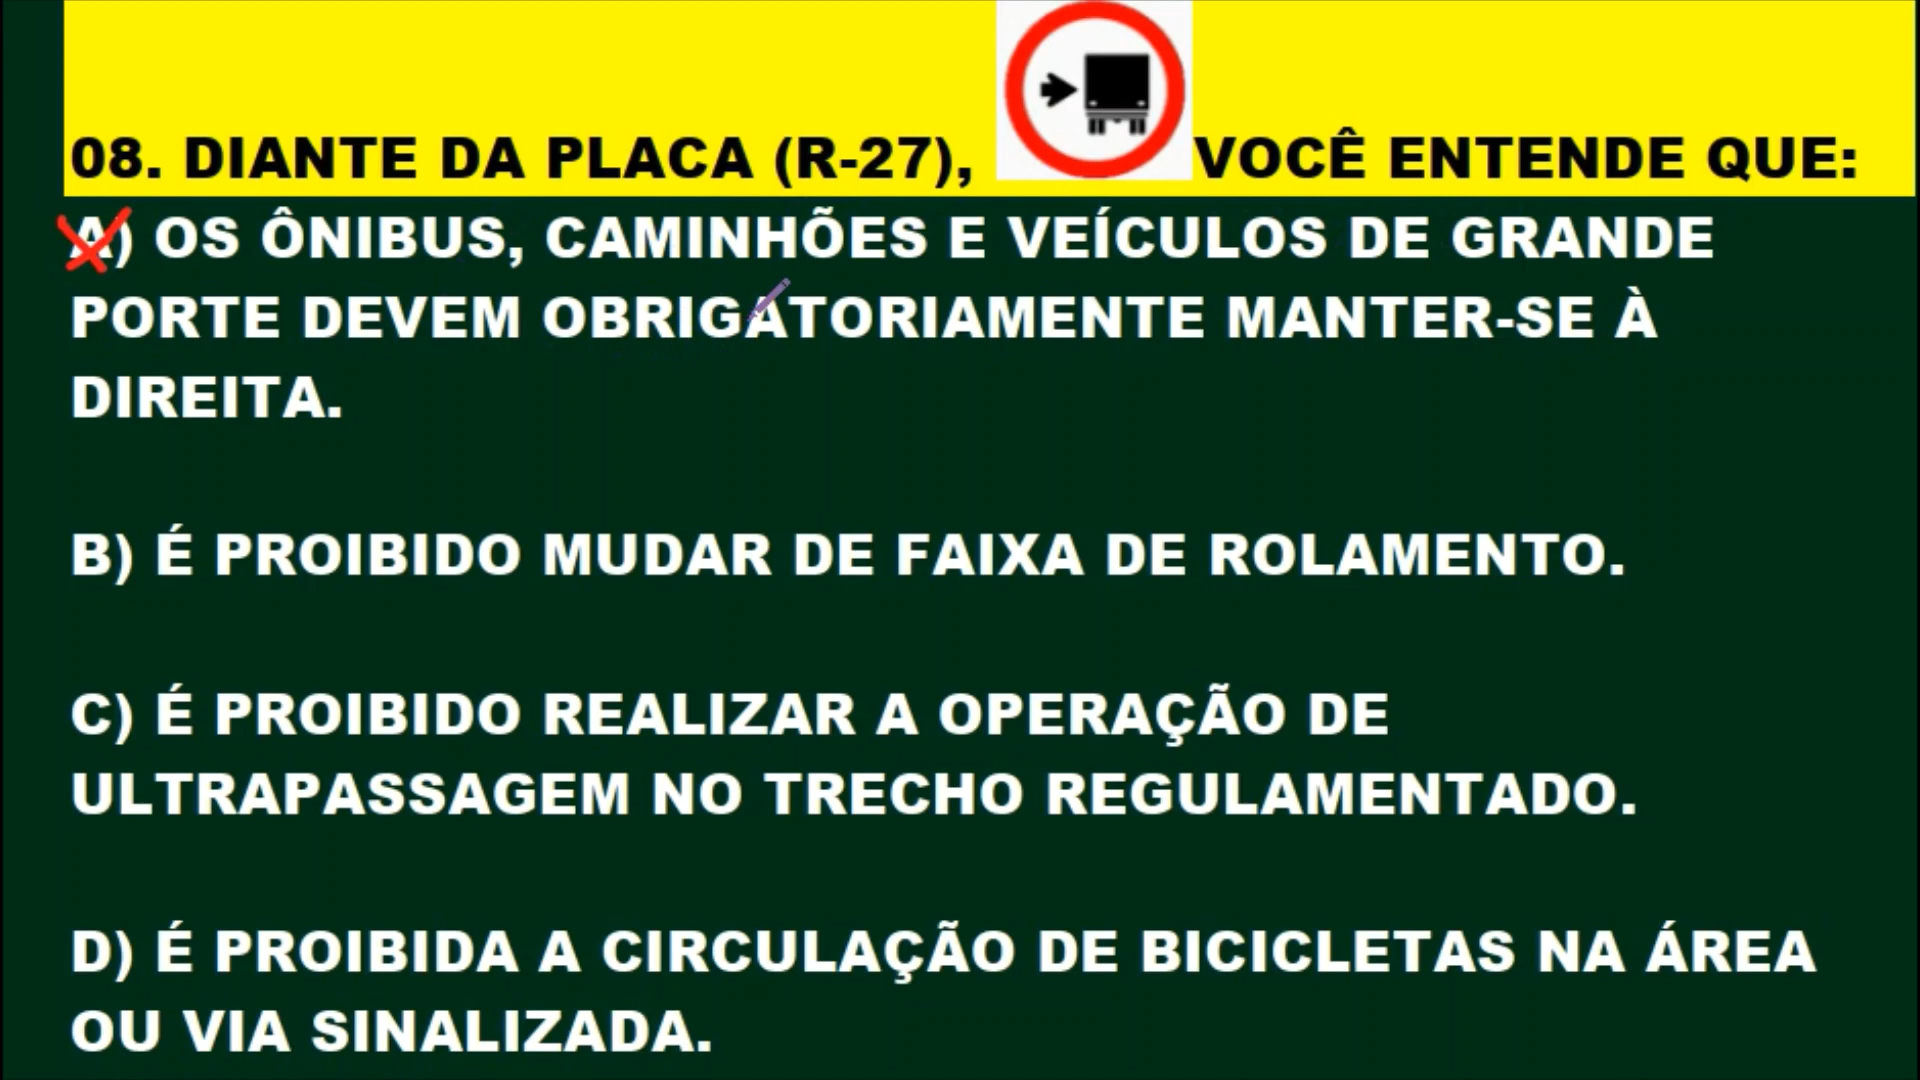 08. DIANTE DA PLACA (R-27), VOCÊ ENTENDE QUE:
A) OS ÔNIBUS, CAMINHÕES E VEÍCULOS DE GRANDE
PORTE DEVEM OBRIGATORIAMENTE MANTER-SE À
DIREITA.
B) É PROIBIDO MUDAR DE FAIXA DE ROLAMENTO.
C) É PROIBIDO REALIZAR A OPERAÇÃO DE
ULTRAPASSAGEM NO TRECHO REGULAMENTADO.
D) É PROIBIDA A CIRCULAÇÃO DE BICICLETAS NA ÁREA
OU VIA SINALIZADA.